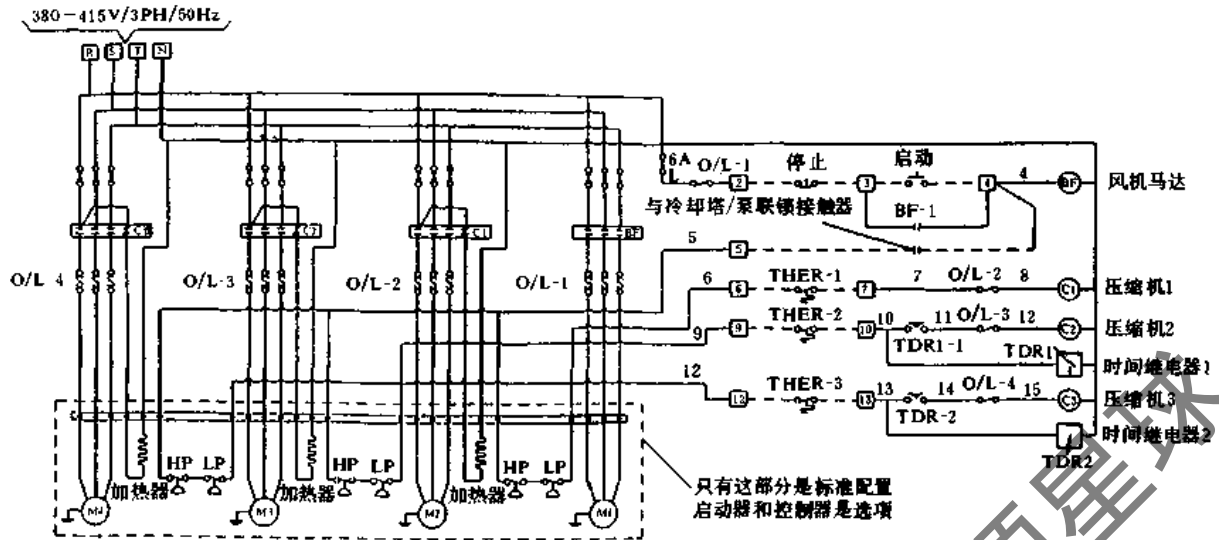 380-415V/3PH/50Hz
R S T N
6A
L
O/L-1
停止
启动
2
3
4
4
BF
风机马达
与冷却塔/泵联锁接触器
BF-1
C3
C2
C1
BF
5
5
O/L 4
O/L-3
O/L-2
O/L-1
6
6
THER-1
7
7
O/L-2
8
C1
压缩机1
9
9
THER-2
10
10
TDR1-1
11
O/L-3
12
C2
压缩机2
TDR1
时间继电器1
12
12
THER-3
13
13
TDR-2
14
O/L-4
15
C3
压缩机3
时间继电器2
TDR2
HP LP
HP LP
HP LP
加热器
加热器
加热器
M4
M3
M2
M1
只有这部分是标准配置
启动器和控制器是选项